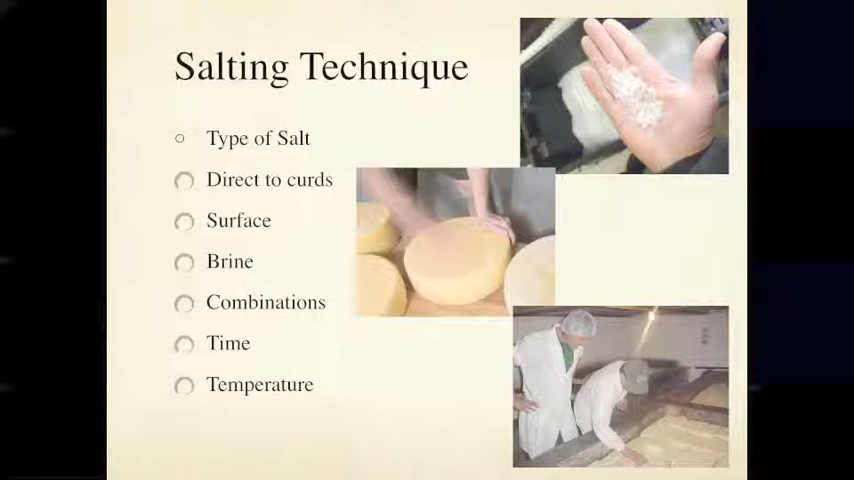 Salting Technique
Type of Salt
Direct to curds
Surface
Brine
Combinations
Time
Temperature